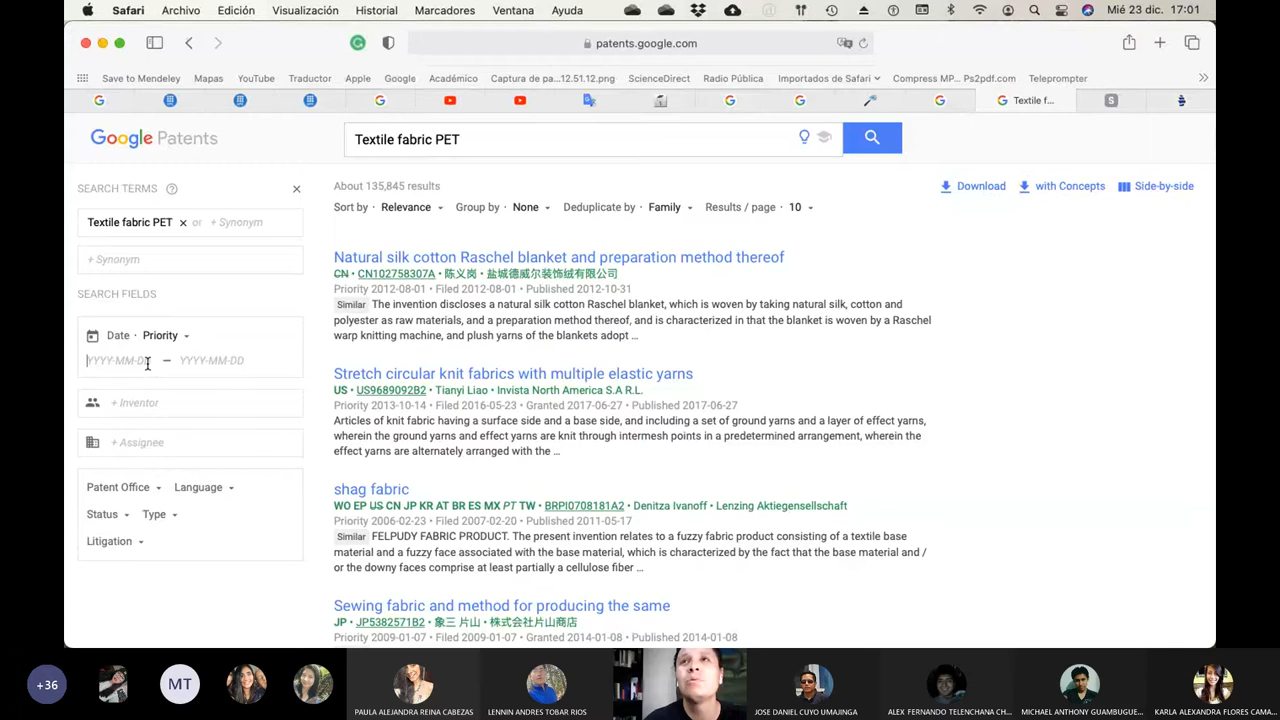 Safari Archivo Edición Visualización Historial Marcadores Ventana Ayuda Mié 23 dic. 17:01
patents.google.com
Save to Mendeley Mapas YouTube Traductor Apple Google Académico Captura de pa...12.51.12.png ScienceDirect Radio Pública Importados de Safari Compress MP... Ps2pdf.com Teleprompter
Textile f...
Google Patents
Textile fabric PET
SEARCH TERMS
Textile fabric PET × or + Synonym
+ Synonym
SEARCH FIELDS
Date · Priority
YYYY-MM-DD – YYYY-MM-DD
+ Inventor
+ Assignee
Patent Office Language
Status Type
Litigation
About 135,845 results
Download with Concepts Side-by-side
Sort by · Relevance Group by · None Deduplicate by · Family Results / page · 10
Natural silk cotton Raschel blanket and preparation method thereof
CN • CN102758307A • 陈义岗 • 盐城德威尔装饰绒有限公司
Priority 2012-08-01 • Filed 2012-08-01 • Published 2012-10-31
Similar The invention discloses a natural silk cotton Raschel blanket, which is woven by taking natural silk, cotton and
polyester as raw materials, and a preparation method thereof, and is characterized in that the blanket is woven by a Raschel
warp knitting machine, and plush yarns of the blankets adopt ...
Stretch circular knit fabrics with multiple elastic yarns
US • US9689092B2 • Tianyi Liao • Invista North America S.A R.L.
Priority 2013-10-14 • Filed 2016-05-23 • Granted 2017-06-27 • Published 2017-06-27
Articles of knit fabric having a surface side and a base side, and including a set of ground yarns and a layer of effect yarns,
wherein the ground yarns and effect yarns are knit through intermesh points in a predetermined arrangement, wherein the
effect yarns are alternately arranged with the ...
shag fabric
WO EP US CN JP KR AT BR ES MX PT TW • BRPI0708181A2 • Denitza Ivanoff • Lenzing Aktiengesellschaft
Priority 2006-02-23 • Filed 2007-02-20 • Published 2011-05-17
Similar FELPUDY FABRIC PRODUCT. The present invention relates to a fuzzy fabric product consisting of a textile base
material and a fuzzy face associated with the base material, which is characterized by the fact that the base material and /
or the downy faces comprise at least partially a cellulose fiber ...
Sewing fabric and method for producing the same
JP • JP5382571B2 • 象三 片山 • 株式会社片山商店
Priority 2009-01-07 • Filed 2009-01-07 • Granted 2014-01-08 • Published 2014-01-08
+36 MT PAULA ALEJANDRA REINA CABEZAS LENNIN ANDRES TOBAR RIOS JOSE DANIEL CUYO UMAJINGA ALEX FERNANDO TELENCHANA CH... MICHAEL ANTHONY GUAMBUGUE... KARLA ALEXANDRA FLORES CAMA...